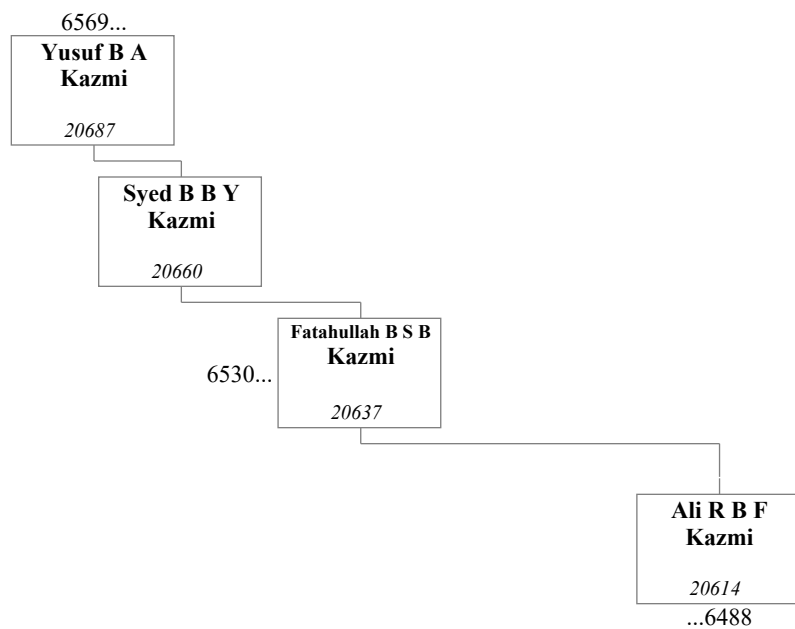 6569...
Yusuf B A
Kazmi
20687
Syed B B Y
Kazmi
20660
Fatahullah B S B
Kazmi
6530...
20637
Ali R B F
Kazmi
20614
...6488